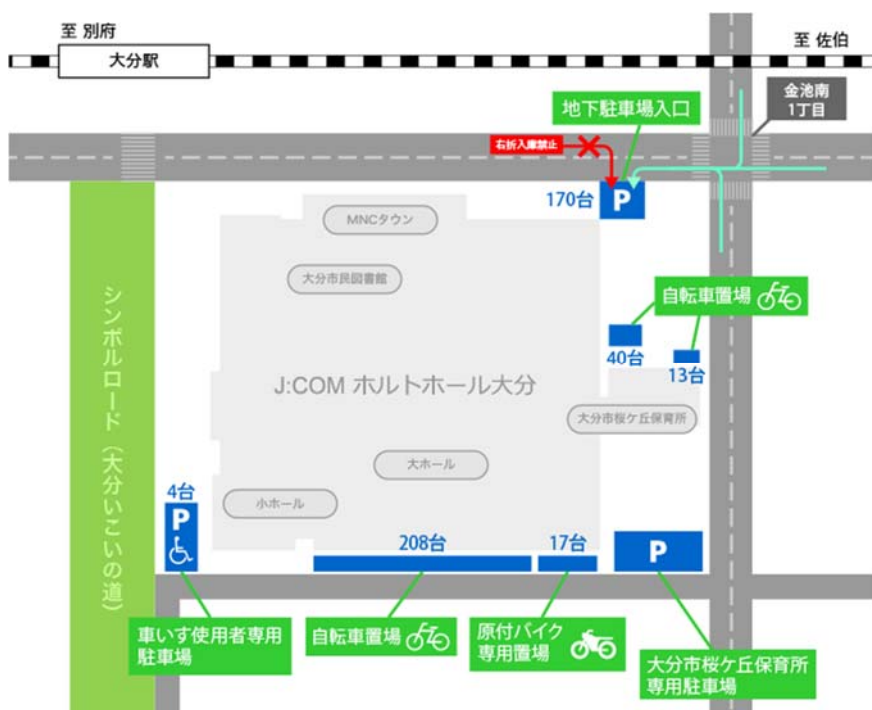 至 別府
大分駅
至 佐伯
金池南
1丁目
地下駐車場入口
右折入庫禁止
170台
P
MNCタウン
大分市民図書館
自転車置場
40台
13台
J:COM ホルトホール大分
大分市桜ケ丘保育所
大ホール
小ホール
シンボルロード（大分いこいの道）
4台
P
208台
17台
P
車いす使用者専用
駐車場
自転車置場
原付バイク
専用置場
大分市桜ケ丘保育所
専用駐車場